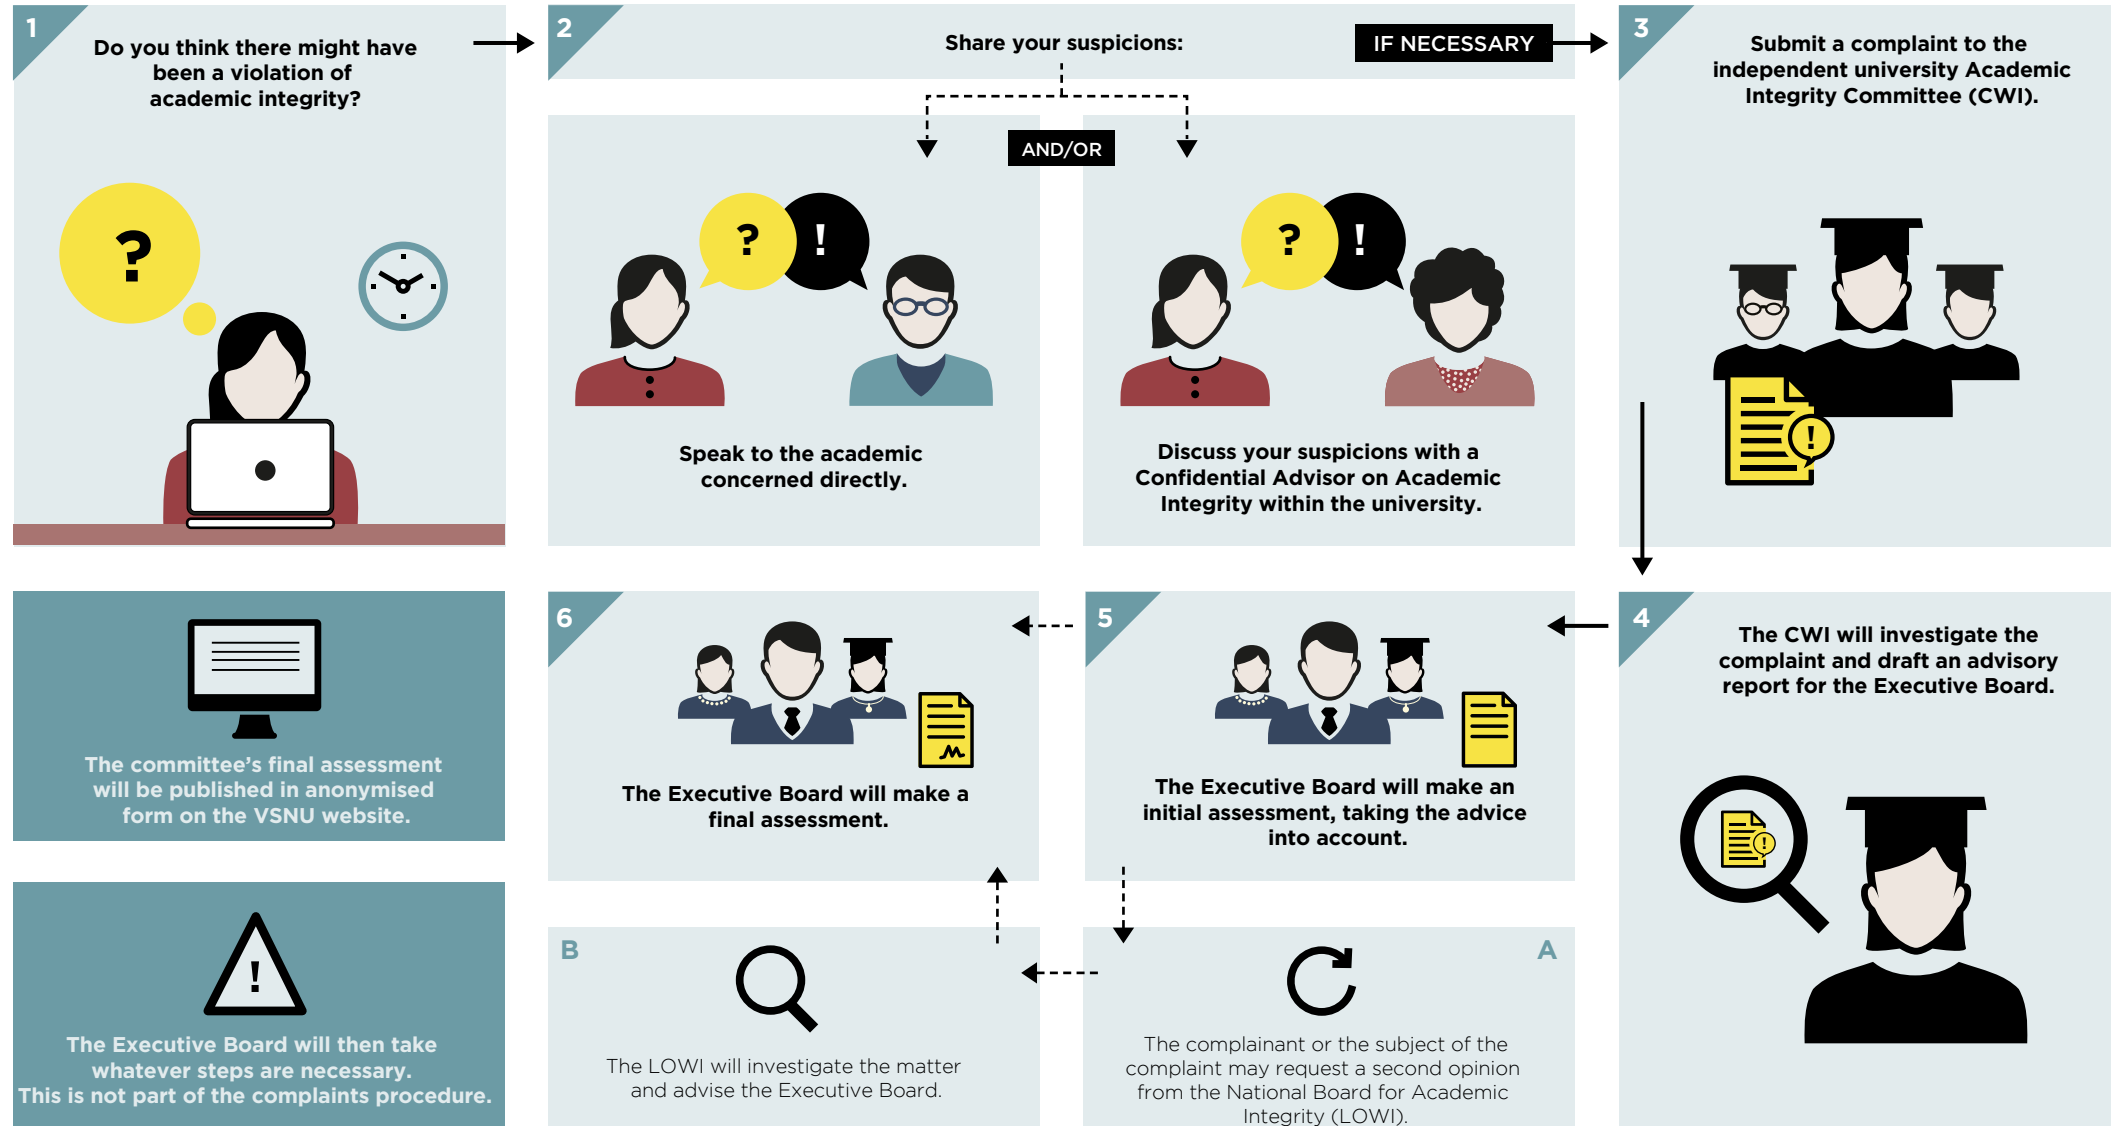 1
Do you think there might have
been a violation of
academic integrity?
?
2
Share your suspicions:
IF NECESSARY
AND/OR
? !
Speak to the academic
concerned directly.
? !
Discuss your suspicions with a
Confidential Advisor on Academic
Integrity within the university.
3
Submit a complaint to the
independent university Academic
Integrity Committee (CWI).
!
4
The CWI will investigate the
complaint and draft an advisory
report for the Executive Board.
!
5
The Executive Board will make an
initial assessment, taking the advice
into account.
A
The complainant or the subject of the
complaint may request a second opinion
from the National Board for Academic
Integrity (LOWI).
B
The LOWI will investigate the matter
and advise the Executive Board.
6
The Executive Board will make a
final assessment.
The committee's final assessment
will be published in anonymised
form on the VSNU website.
!
The Executive Board will then take
whatever steps are necessary.
This is not part of the complaints procedure.